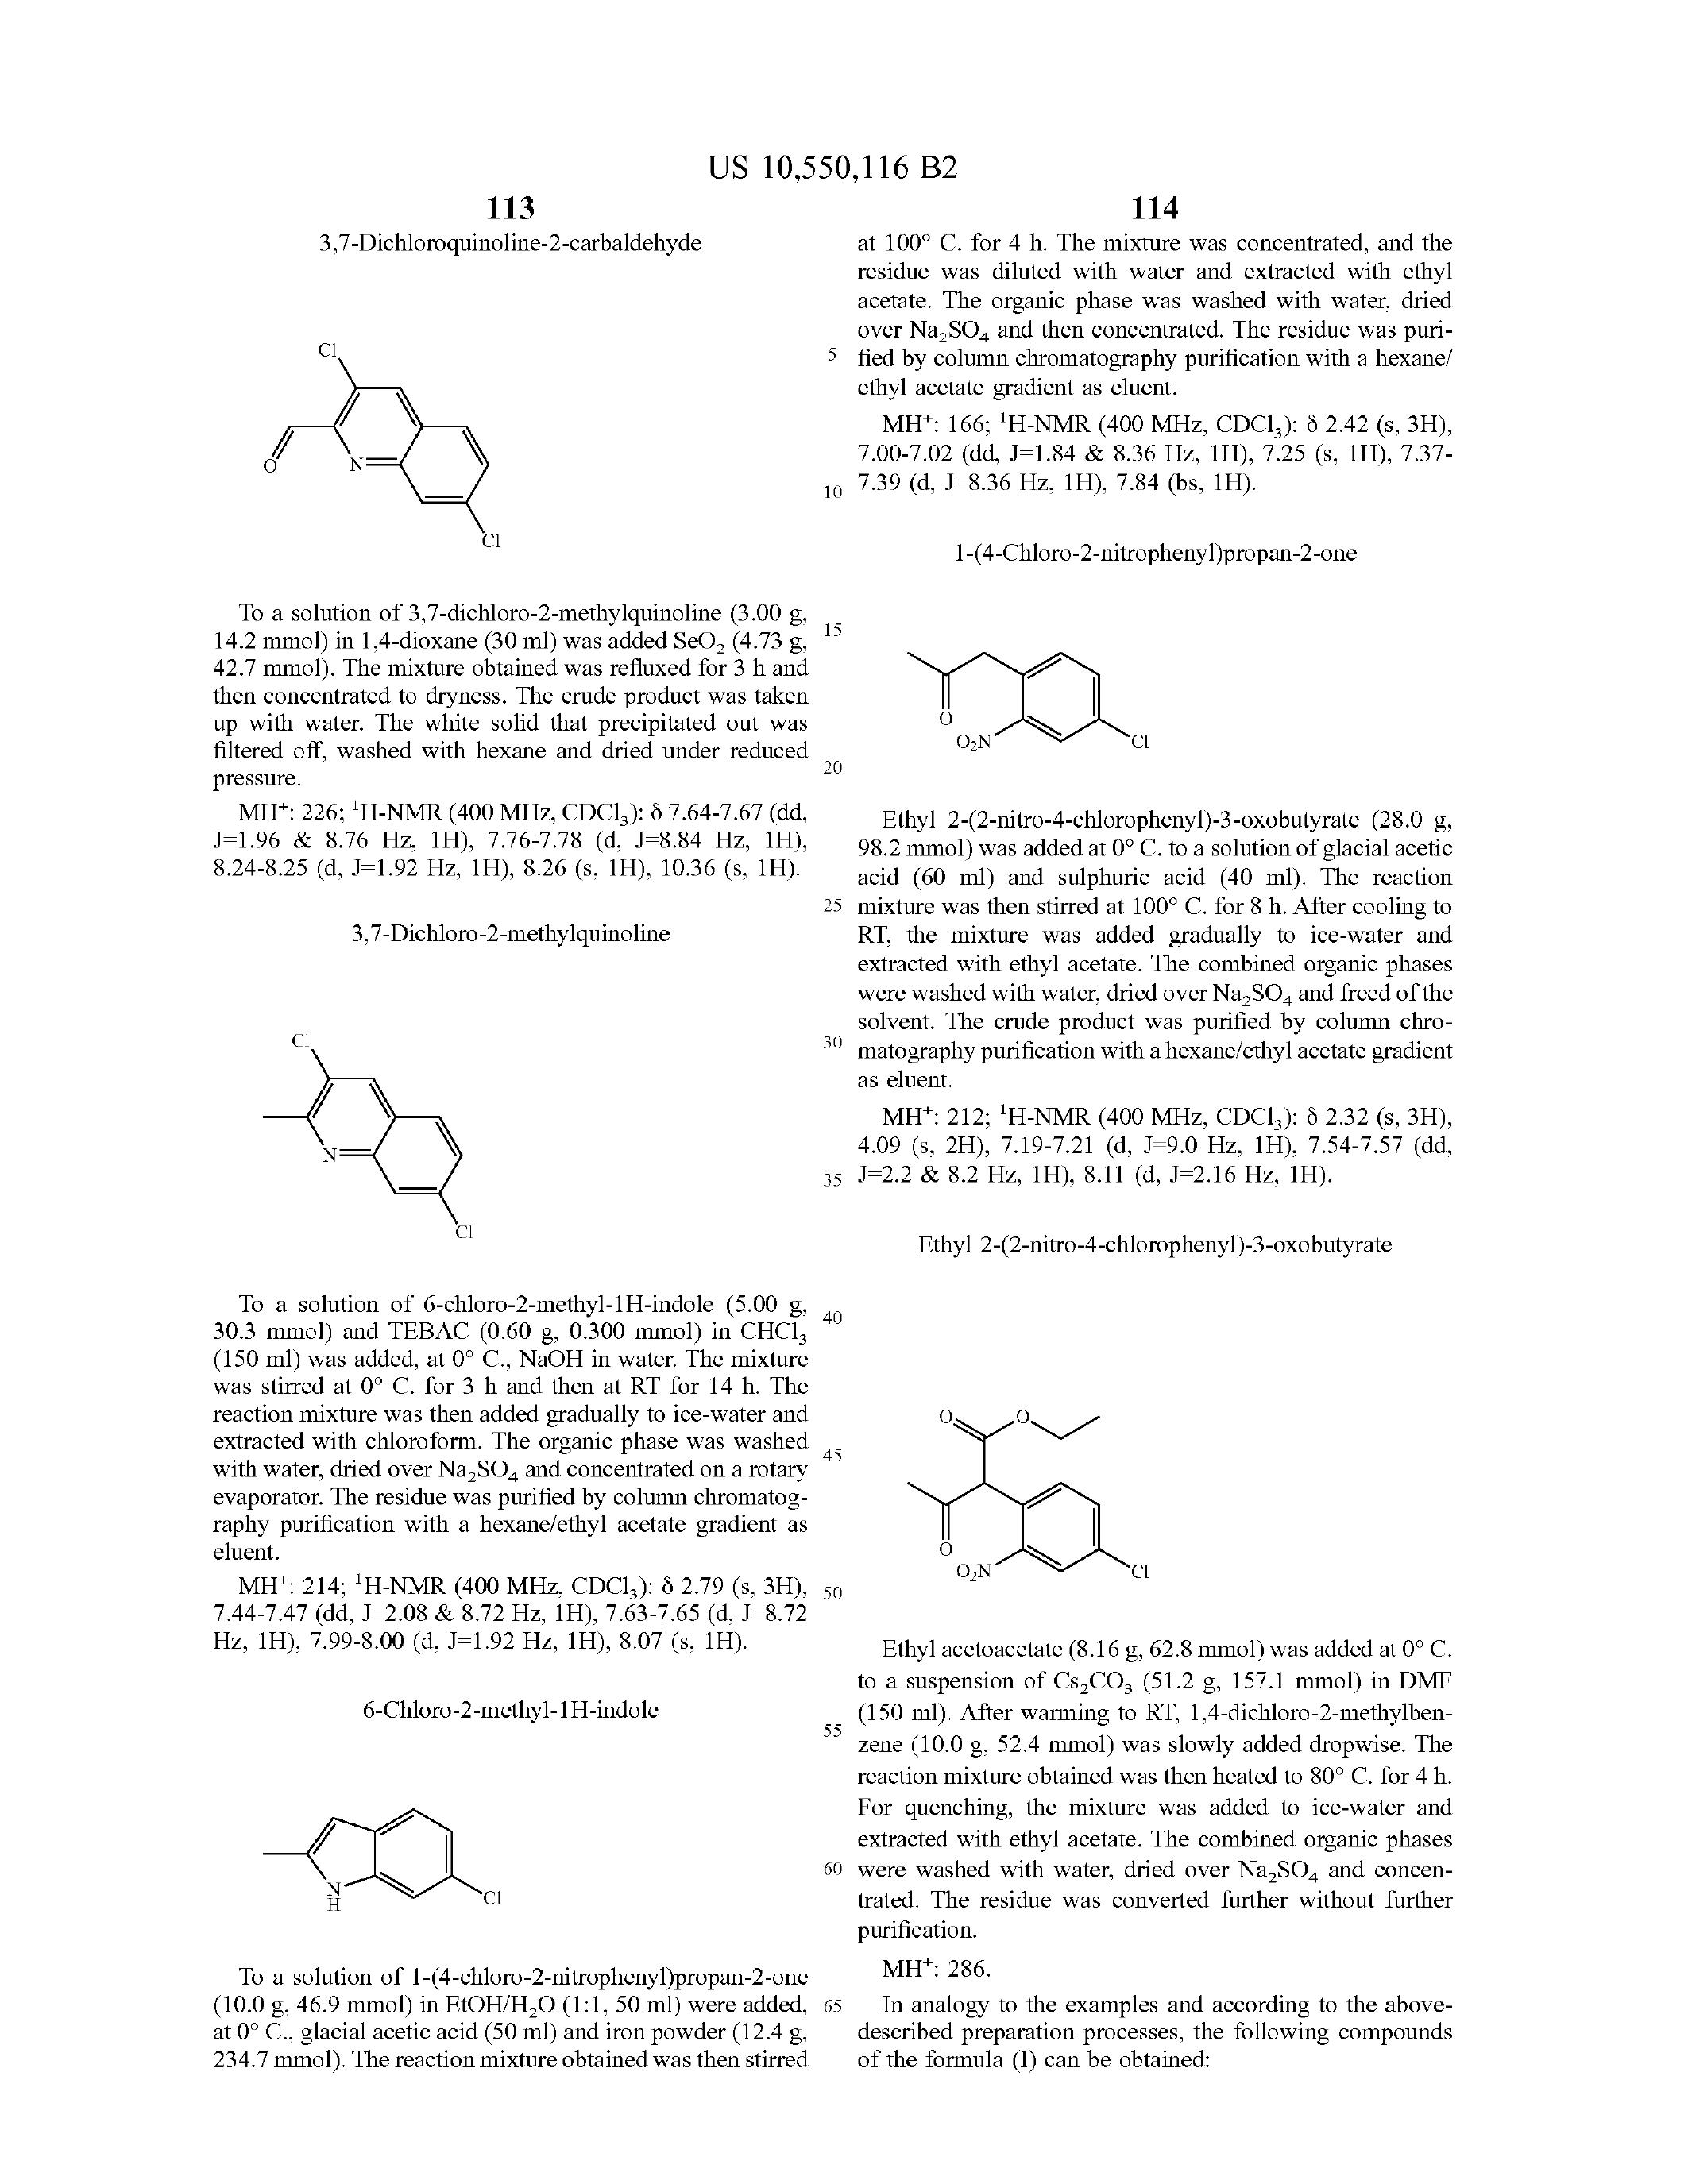 US 10,550,116 B2
113
3,7-Dichloroquinoline-2-carbaldehyde
Cl
O
N
Cl
To a solution of 3,7-dichloro-2-methylquinoline (3.00 g,
14.2 mmol) in 1,4-dioxane (30 ml) was added SeO₂ (4.73 g,
42.7 mmol). The mixture obtained was refluxed for 3 h and
then concentrated to dryness. The crude product was taken
up with water. The white solid that precipitated out was
filtered off, washed with hexane and dried under reduced
pressure.
MH⁺: 226; ¹H-NMR (400 MHz, CDCl₃): δ 7.64-7.67 (dd,
J=1.96 & 8.76 Hz, 1H), 7.76-7.78 (d, J=8.84 Hz, 1H),
8.24-8.25 (d, J=1.92 Hz, 1H), 8.26 (s, 1H), 10.36 (s, 1H).
3,7-Dichloro-2-methylquinoline
Cl
N
Cl
To a solution of 6-chloro-2-methyl-1H-indole (5.00 g,
30.3 mmol) and TEBAC (0.60 g, 0.300 mmol) in CHCl₃
(150 ml) was added, at 0° C., NaOH in water. The mixture
was stirred at 0° C. for 3 h and then at RT for 14 h. The
reaction mixture was then added gradually to ice-water and
extracted with chloroform. The organic phase was washed
with water, dried over Na₂SO₄ and concentrated on a rotary
evaporator. The residue was purified by column chromatog-
raphy purification with a hexane/ethyl acetate gradient as
eluent.
MH⁺: 214; ¹H-NMR (400 MHz, CDCl₃): δ 2.79 (s, 3H),
7.44-7.47 (dd, J=2.08 & 8.72 Hz, 1H), 7.63-7.65 (d, J=8.72
Hz, 1H), 7.99-8.00 (d, J=1.92 Hz, 1H), 8.07 (s, 1H).
6-Chloro-2-methyl-1H-indole
N
H
Cl
To a solution of 1-(4-chloro-2-nitrophenyl)propan-2-one
(10.0 g, 46.9 mmol) in EtOH/H₂O (1:1, 50 ml) were added,
at 0° C., glacial acetic acid (50 ml) and iron powder (12.4 g,
234.7 mmol). The reaction mixture obtained was then stirred
5
10
15
20
25
30
35
40
45
50
55
60
65
114
at 100° C. for 4 h. The mixture was concentrated, and the
residue was diluted with water and extracted with ethyl
acetate. The organic phase was washed with water, dried
over Na₂SO₄ and then concentrated. The residue was puri-
fied by column chromatography purification with a hexane/
ethyl acetate gradient as eluent.
MH⁺: 166; ¹H-NMR (400 MHz, CDCl₃): δ 2.42 (s, 3H),
7.00-7.02 (dd, J=1.84 & 8.36 Hz, 1H), 7.25 (s, 1H), 7.37-
7.39 (d, J=8.36 Hz, 1H), 7.84 (bs, 1H).
1-(4-Chloro-2-nitrophenyl)propan-2-one
O
O₂N
Cl
Ethyl 2-(2-nitro-4-chlorophenyl)-3-oxobutyrate (28.0 g,
98.2 mmol) was added at 0° C. to a solution of glacial acetic
acid (60 ml) and sulphuric acid (40 ml). The reaction
mixture was then stirred at 100° C. for 8 h. After cooling to
RT, the mixture was added gradually to ice-water and
extracted with ethyl acetate. The combined organic phases
were washed with water, dried over Na₂SO₄ and freed of the
solvent. The crude product was purified by column chro-
matography purification with a hexane/ethyl acetate gradient
as eluent.
MH⁺: 212; ¹H-NMR (400 MHz, CDCl₃): δ 2.32 (s, 3H),
4.09 (s, 2H), 7.19-7.21 (d, J=9.0 Hz, 1H), 7.54-7.57 (dd,
J=2.2 & 8.2 Hz, 1H), 8.11 (d, J=2.16 Hz, 1H).
Ethyl 2-(2-nitro-4-chlorophenyl)-3-oxobutyrate
O
O
O
O₂N
Cl
Ethyl acetoacetate (8.16 g, 62.8 mmol) was added at 0° C.
to a suspension of Cs₂CO₃ (51.2 g, 157.1 mmol) in DMF
(150 ml). After warming to RT, 1,4-dichloro-2-methylben-
zene (10.0 g, 52.4 mmol) was slowly added dropwise. The
reaction mixture obtained was then heated to 80° C. for 4 h.
For quenching, the mixture was added to ice-water and
extracted with ethyl acetate. The combined organic phases
were washed with water, dried over Na₂SO₄ and concen-
trated. The residue was converted further without further
purification.
MH⁺: 286.
In analogy to the examples and according to the above-
described preparation processes, the following compounds
of the formula (I) can be obtained: